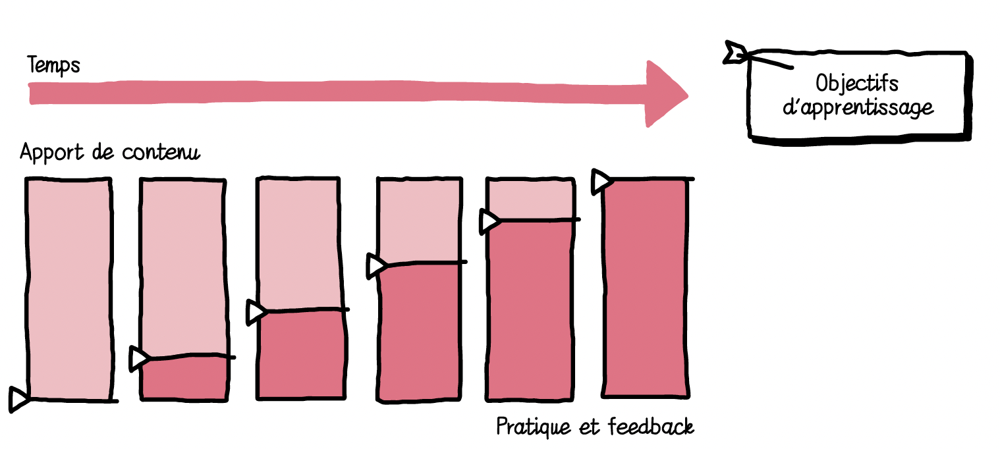 Temps
Objectifs
d'apprentissage
Apport de contenu
Pratique et feedback